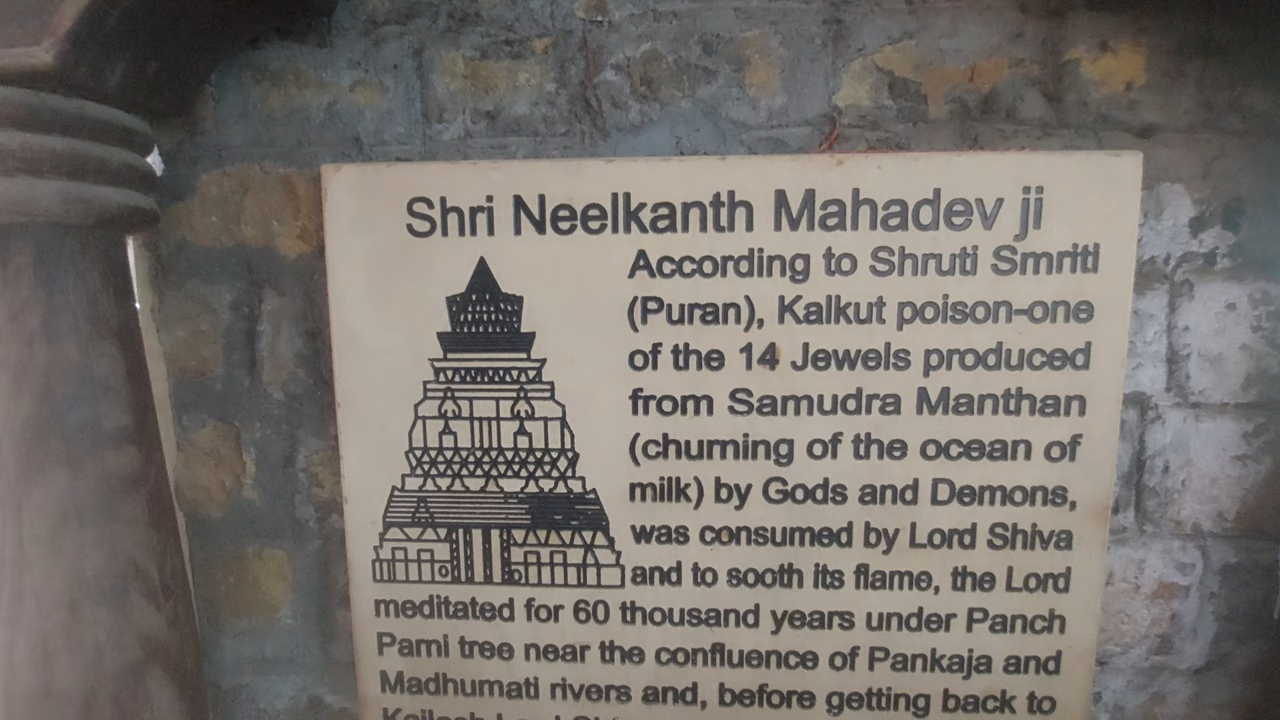 Shri Neelkanth Mahadev ji
According to Shruti Smriti
(Puran), Kalkut poison-one
of the 14 Jewels produced
from Samudra Manthan
(churning of the ocean of
milk) by Gods and Demons,
was consumed by Lord Shiva
and to sooth its flame, the Lord
meditated for 60 thousand years under Panch
Parni tree near the confluence of Pankaja and
Madhumati rivers and, before getting back to